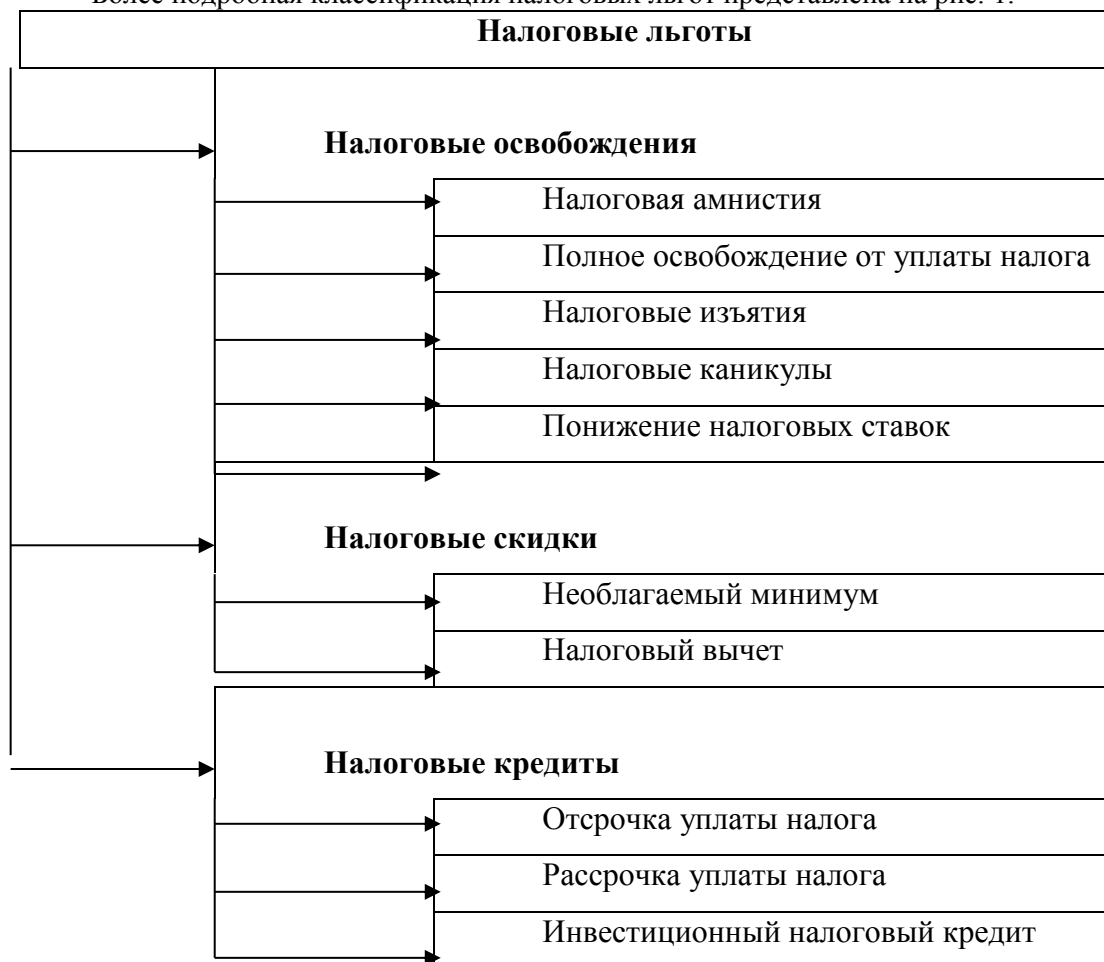 Более подробная классификация налоговых льгот представлена на рис. 1.
Налоговые льготы
Налоговые освобождения
Налоговая амнистия
Полное освобождение от уплаты налога
Налоговые изъятия
Налоговые каникулы
Понижение налоговых ставок
Налоговые скидки
Необлагаемый минимум
Налоговый вычет
Налоговые кредиты
Отсрочка уплаты налога
Рассрочка уплаты налога
Инвестиционный налоговый кредит